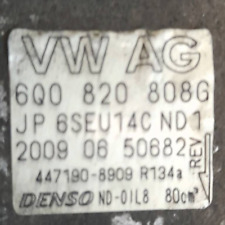 VW AG
6Q0 820 808G
JP 6SEU14C ND1
2009 06 50682
REV
447190-8909 R134a
DENSO ND-OIL8 80cm³